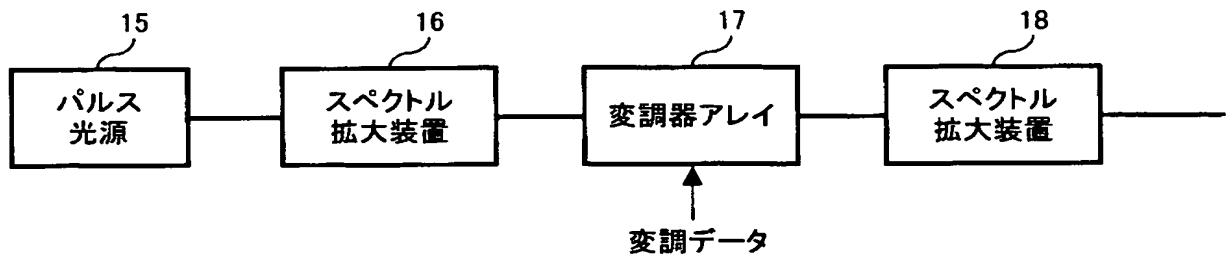 15
16
17
18
パルス
光源
スペクトル
拡大装置
変調器アレイ
スペクトル
拡大装置
変調データ